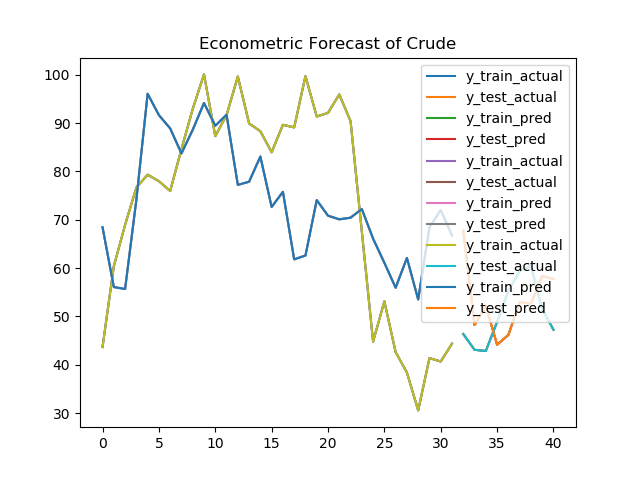 Econometric Forecast of Crude
100
90
80
70
60
50
40
30
0
5
10
15
20
25
30
35
40
y_train_actual
y_test_actual
y_train_pred
y_test_pred
y_train_actual
y_test_actual
y_train_pred
y_test_pred
y_train_actual
y_test_actual
y_train_pred
y_test_pred